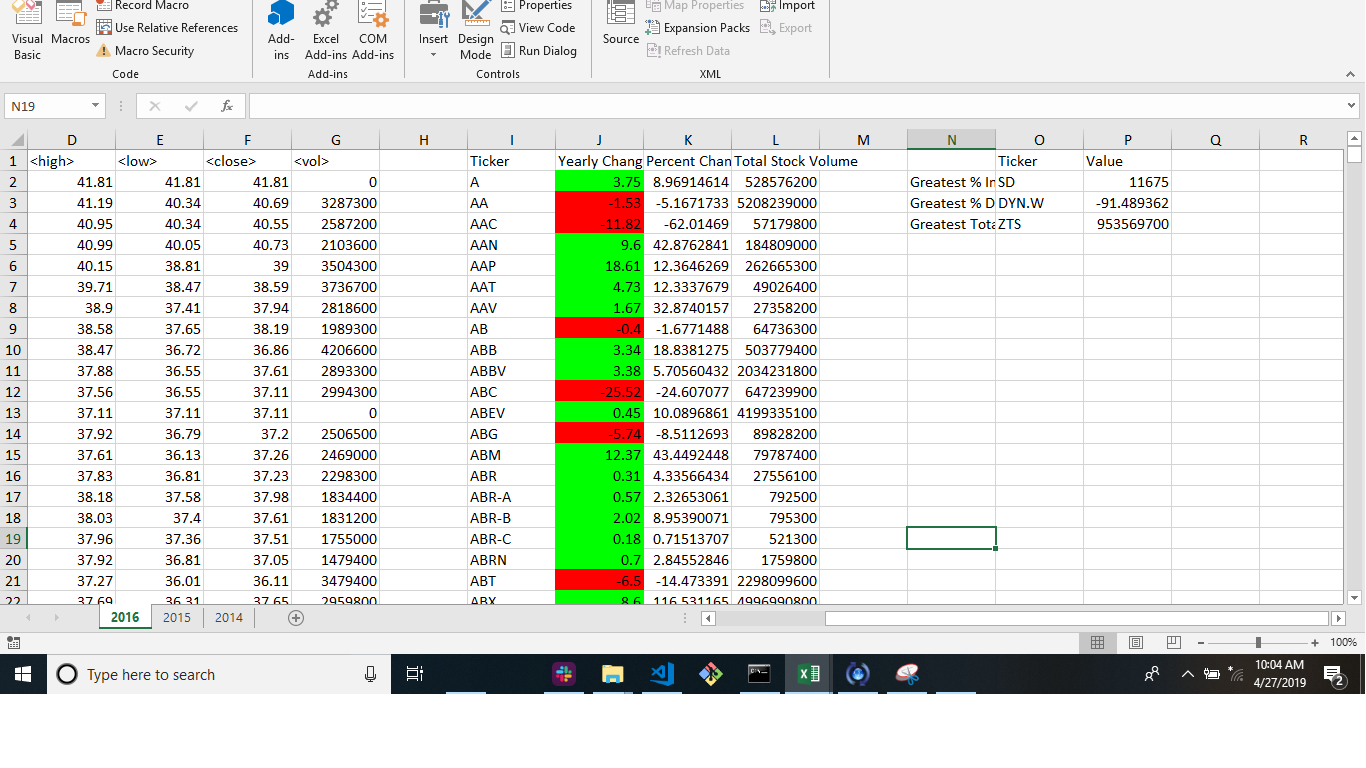 Record Macro Properties Map Properties Import
Use Relative References View Code Expansion Packs Export
Visual Basic Macros Macro Security Add-ins Excel Add-ins COM Add-ins Insert Design Mode Run Dialog Source Refresh Data
Code Add-ins Controls XML
N19 fx
D E F G H I J K L M N O P Q R
1 <high> <low> <close> <vol> Ticker Yearly Chang Percent Chan Total Stock Volume Ticker Value
2 41.81 41.81 41.81 0 A 3.75 8.96914614 528576200 Greatest % In SD 11675
3 41.19 40.34 40.69 3287300 AA -1.53 -5.1671733 5208239000 Greatest % D DYN.W -91.489362
4 40.95 40.34 40.55 2587200 AAC -11.82 -62.01469 57179800 Greatest Tota ZTS 953569700
5 40.99 40.05 40.73 2103600 AAN 9.6 42.8762841 184809000
6 40.15 38.81 39 3504300 AAP 18.61 12.3646269 262665300
7 39.71 38.47 38.59 3736700 AAT 4.73 12.3337679 49026400
8 38.9 37.41 37.94 2818600 AAV 1.67 32.8740157 27358200
9 38.58 37.65 38.19 1989300 AB -0.4 -1.6771488 64736300
10 38.47 36.72 36.86 4206600 ABB 3.34 18.8381275 503779400
11 37.88 36.55 37.61 2893300 ABBV 3.38 5.70560432 2034231800
12 37.56 36.55 37.11 2994300 ABC -25.52 -24.607077 647239900
13 37.11 37.11 37.11 0 ABEV 0.45 10.0896861 4199335100
14 37.92 36.79 37.2 2506500 ABG -5.74 -8.5112693 89828200
15 37.61 36.13 37.26 2469000 ABM 12.37 43.4492448 79787400
16 37.83 36.81 37.23 2298300 ABR 0.31 4.33566434 27556100
17 38.18 37.58 37.98 1834400 ABR-A 0.57 2.32653061 792500
18 38.03 37.4 37.61 1831200 ABR-B 2.02 8.95390071 795300
19 37.96 37.36 37.51 1755000 ABR-C 0.18 0.71513707 521300
20 37.92 36.81 37.05 1479400 ABRN 0.7 2.84552846 1759800
21 37.27 36.01 36.11 3479400 ABT -6.5 -14.473391 2298099600
22 37.69 36.31 37.65 2959800 ABX 8.6 116.531165 4996990800
2016 2015 2014
100%
Type here to search 10:04 AM
4/27/2019 2